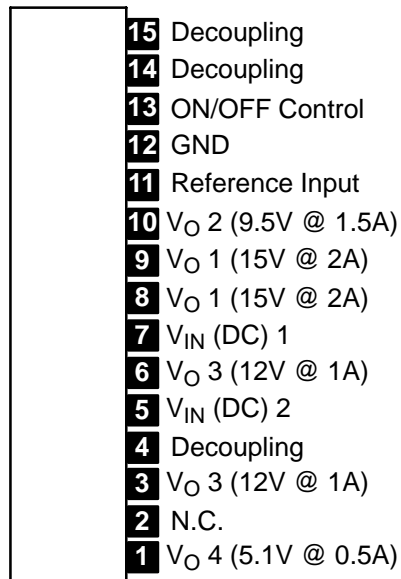 15 Decoupling
14 Decoupling
13 ON/OFF Control
12 GND
11 Reference Input
10 VO 2 (9.5V @ 1.5A)
9 VO 1 (15V @ 2A)
8 VO 1 (15V @ 2A)
7 VIN (DC) 1
6 VO 3 (12V @ 1A)
5 VIN (DC) 2
4 Decoupling
3 VO 3 (12V @ 1A)
2 N.C.
1 VO 4 (5.1V @ 0.5A)